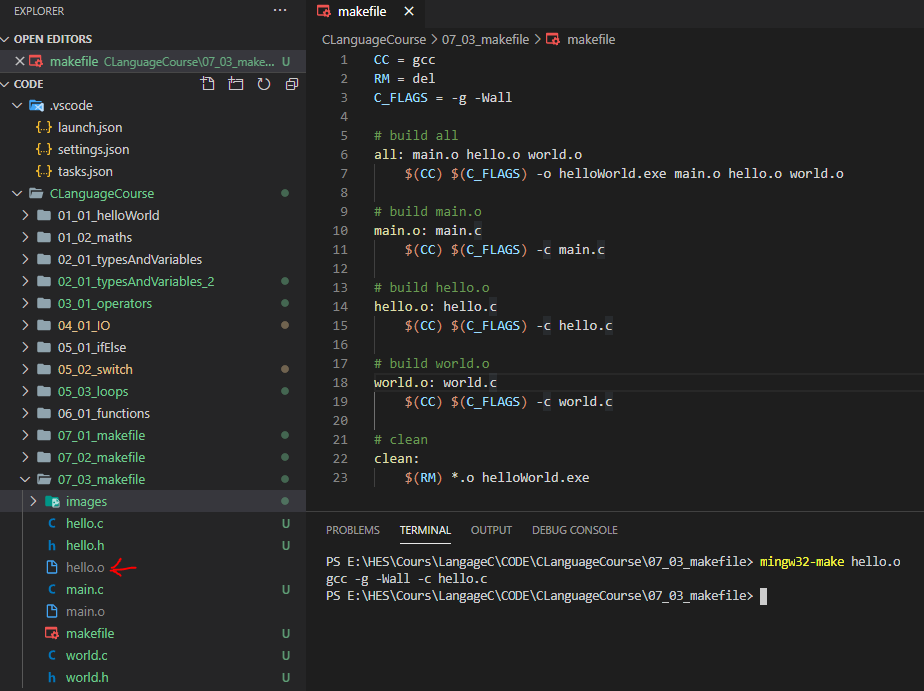 EXPLORER ···
OPEN EDITORS
makefile CLanguageCourse\07_03_make... U
CODE
.vscode
{..} launch.json
{..} settings.json
{..} tasks.json
CLanguageCourse
01_01_helloWorld
01_02_maths
02_01_typesAndVariables
02_01_typesAndVariables_2
03_01_operators
04_01_IO
05_01_ifElse
05_02_switch
05_03_loops
06_01_functions
07_01_makefile
07_02_makefile
07_03_makefile
images
C hello.c U
h hello.h U
hello.o
C main.c U
main.o
makefile U
C world.c U
h world.h U
makefile
CLanguageCourse > 07_03_makefile > makefile
1 CC = gcc
2 RM = del
3 C_FLAGS = -g -Wall
4
5 # build all
6 all: main.o hello.o world.o
7 $(CC) $(C_FLAGS) -o helloWorld.exe main.o hello.o world.o
8
9 # build main.o
10 main.o: main.c
11 $(CC) $(C_FLAGS) -c main.c
12
13 # build hello.o
14 hello.o: hello.c
15 $(CC) $(C_FLAGS) -c hello.c
16
17 # build world.o
18 world.o: world.c
19 $(CC) $(C_FLAGS) -c world.c
20
21 # clean
22 clean:
23 $(RM) *.o helloWorld.exe
PROBLEMS TERMINAL OUTPUT DEBUG CONSOLE
PS E:\HES\Cours\LangageC\CODE\CLanguageCourse\07_03_makefile> mingw32-make hello.o
gcc -g -Wall -c hello.c
PS E:\HES\Cours\LangageC\CODE\CLanguageCourse\07_03_makefile>